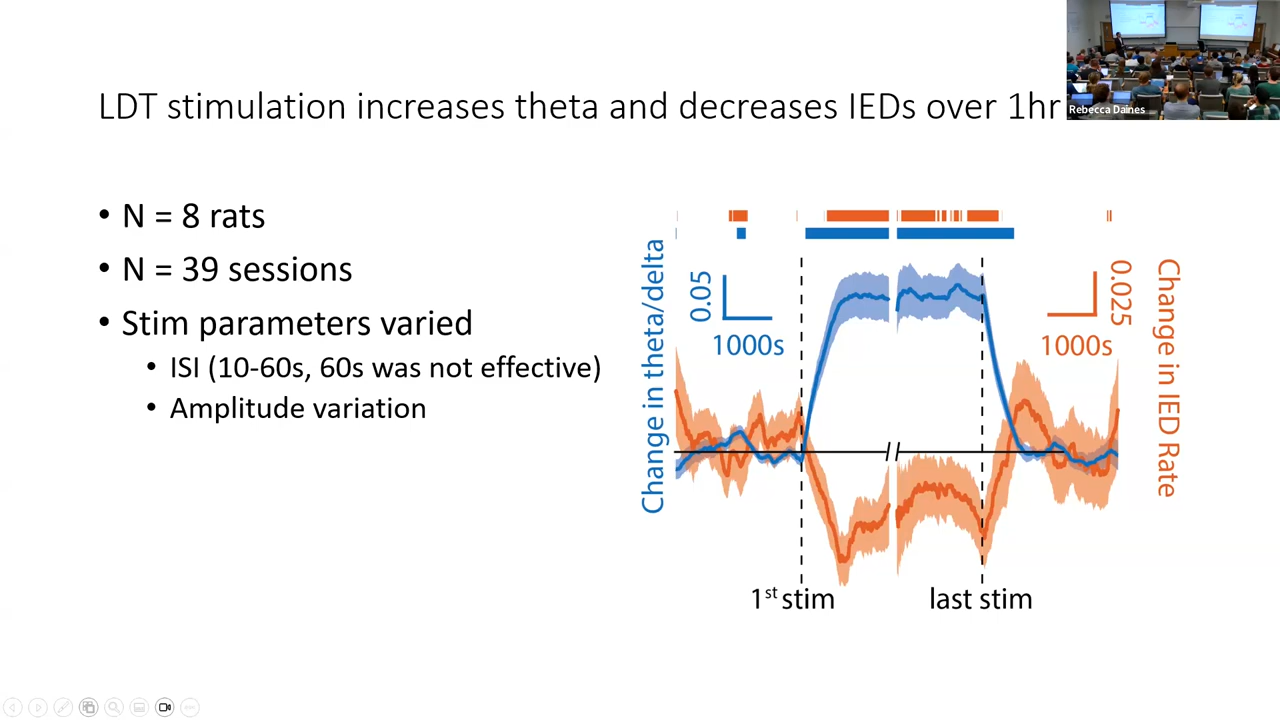 LDT stimulation increases theta and decreases IEDs over 1hr
Rebecca Daines
• N = 8 rats
• N = 39 sessions
• Stim parameters varied
• ISI (10-60s, 60s was not effective)
• Amplitude variation
Change in theta/delta
0.05
1000s
0.025
1000s
Change in IED Rate
1st stim
last stim